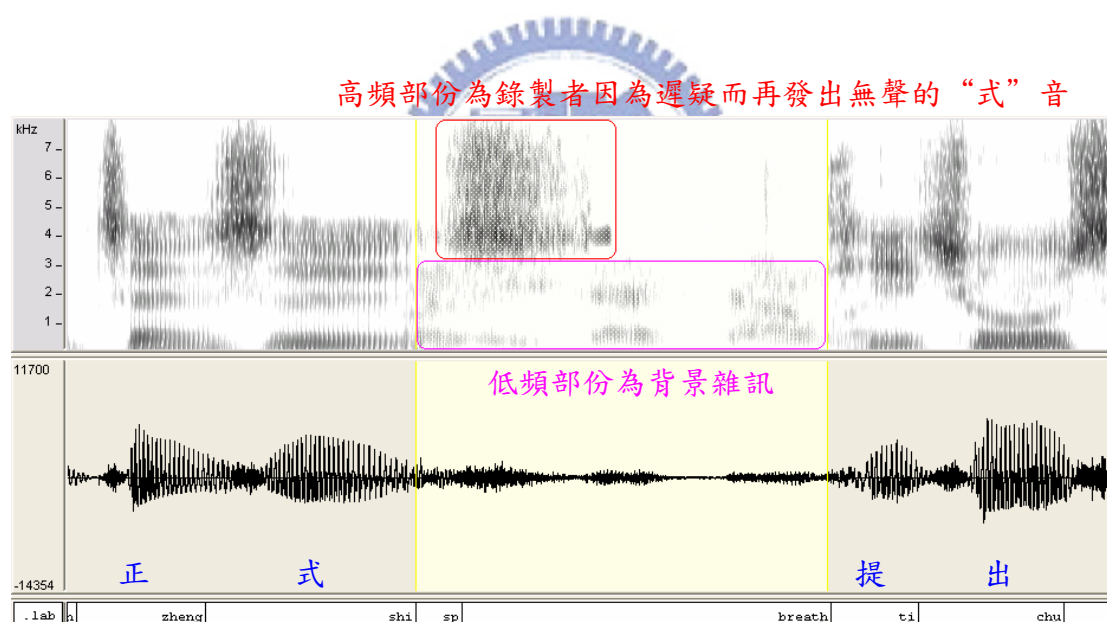 高頻部份為錄製者因為遲疑而再發出無聲的“式”音
kHz
7
6
5
4
3
2
1
11700
低頻部份為背景雜訊
正 式 提 出
-14354
.lab n zheng shi sp breath ti chu